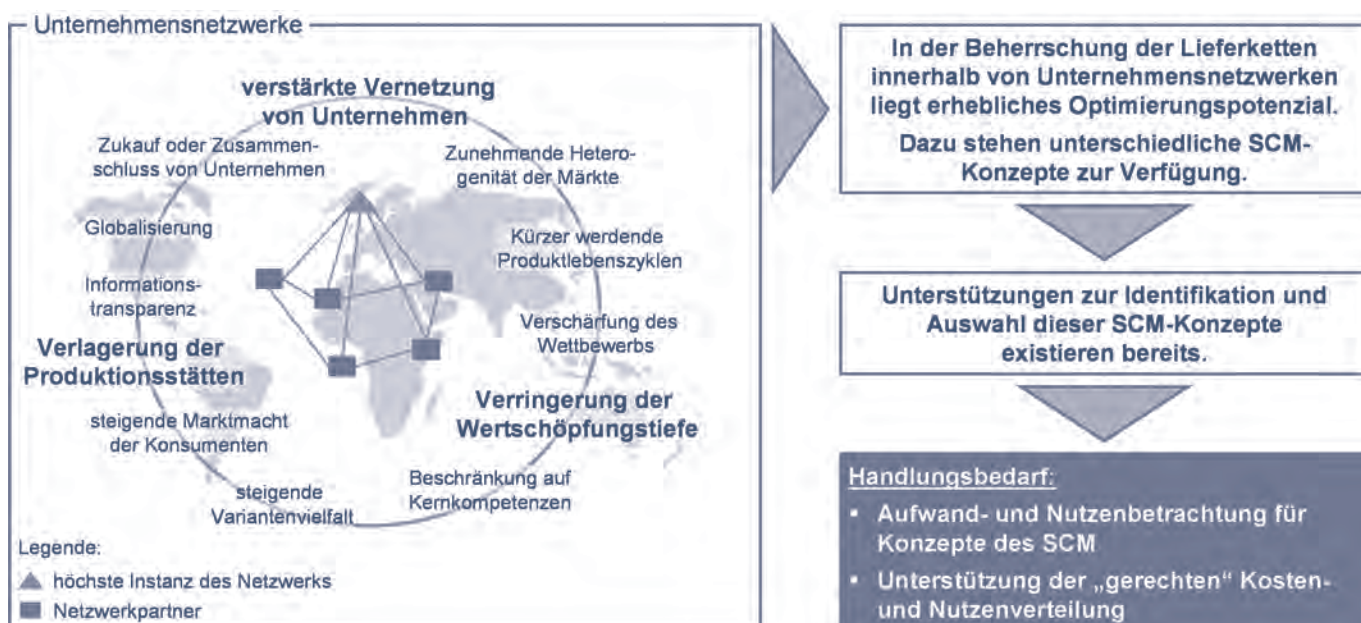 Unternehmensnetzwerke
verstärkte Vernetzung
von Unternehmen
Zukauf oder Zusammen-
schluss von Unternehmen
Zunehmende Hetero-
genität der Märkte
Globalisierung
Kürzer werdende
Produktlebenszyklen
Informations-
transparenz
Verschärfung des
Wettbewerbs
Verlagerung der
Produktionsstätten
Verringerung der
Wertschöpfungstiefe
steigende Marktmacht
der Konsumenten
Beschränkung auf
Kernkompetenzen
steigende
Variantenvielfalt
Legende:
höchste Instanz des Netzwerks
Netzwerkpartner
In der Beherrschung der Lieferketten
innerhalb von Unternehmensnetzwerken
liegt erhebliches Optimierungspotenzial.
Dazu stehen unterschiedliche SCM-
Konzepte zur Verfügung.
Unterstützungen zur Identifikation und
Auswahl dieser SCM-Konzepte
existieren bereits.
Handlungsbedarf:
▪ Aufwand- und Nutzenbetrachtung für
Konzepte des SCM
▪ Unterstützung der „gerechten“ Kosten-
und Nutzenverteilung